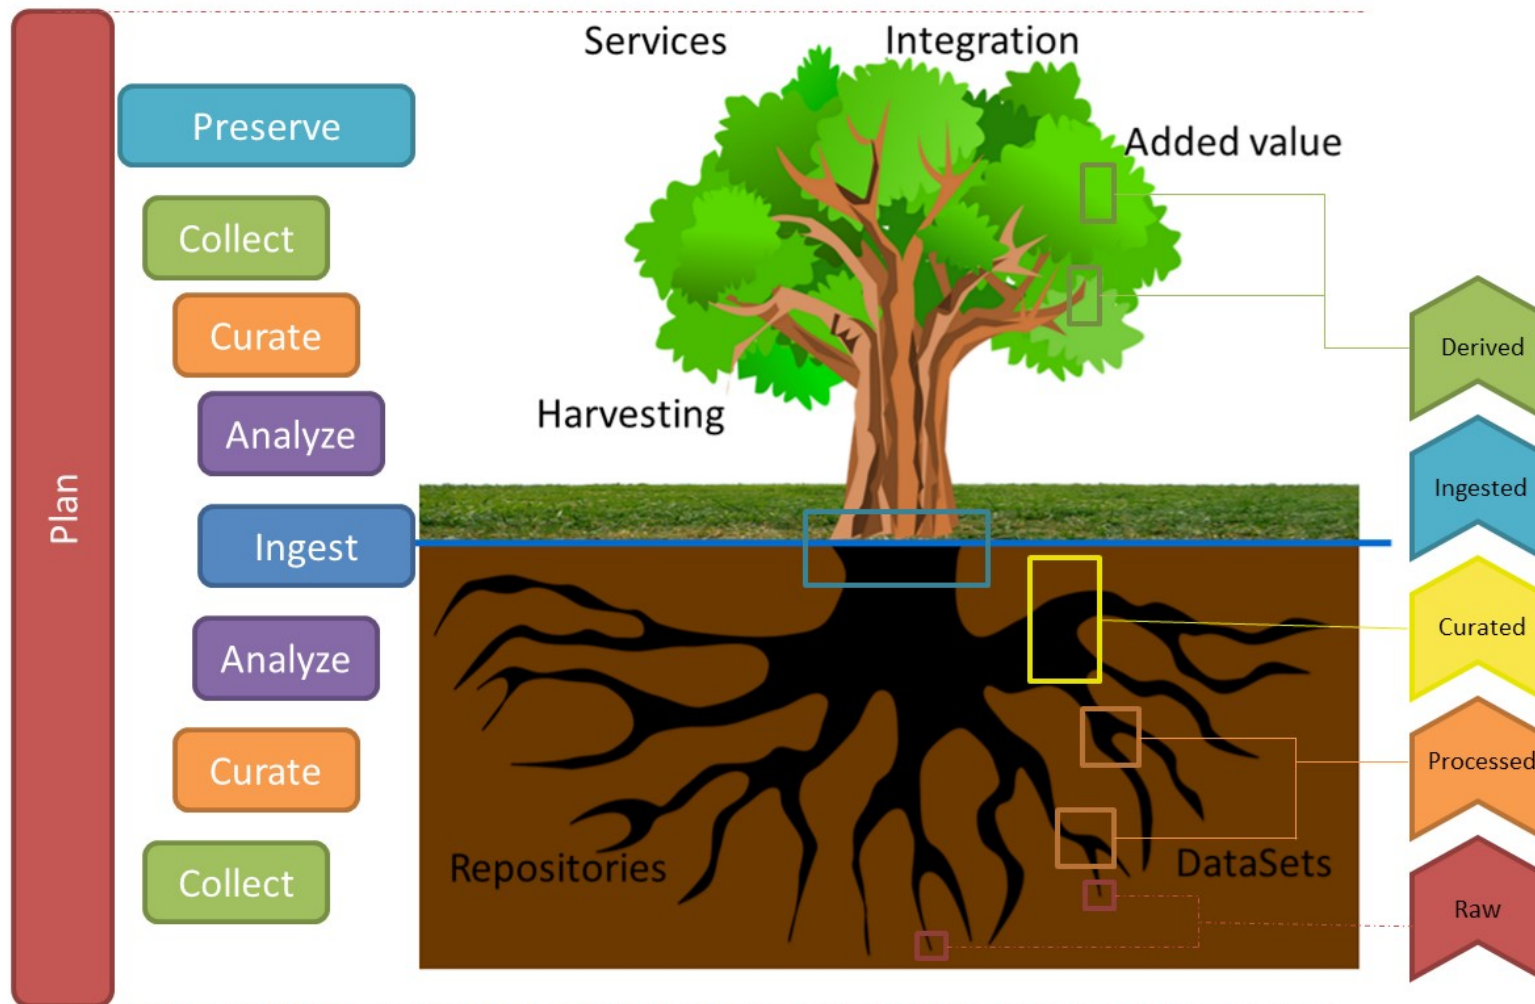 Plan
Preserve
Collect
Curate
Analyze
Ingest
Analyze
Curate
Collect
Services
Integration
Added value
Harvesting
Repositories
DataSets
Derived
Ingested
Curated
Processed
Raw